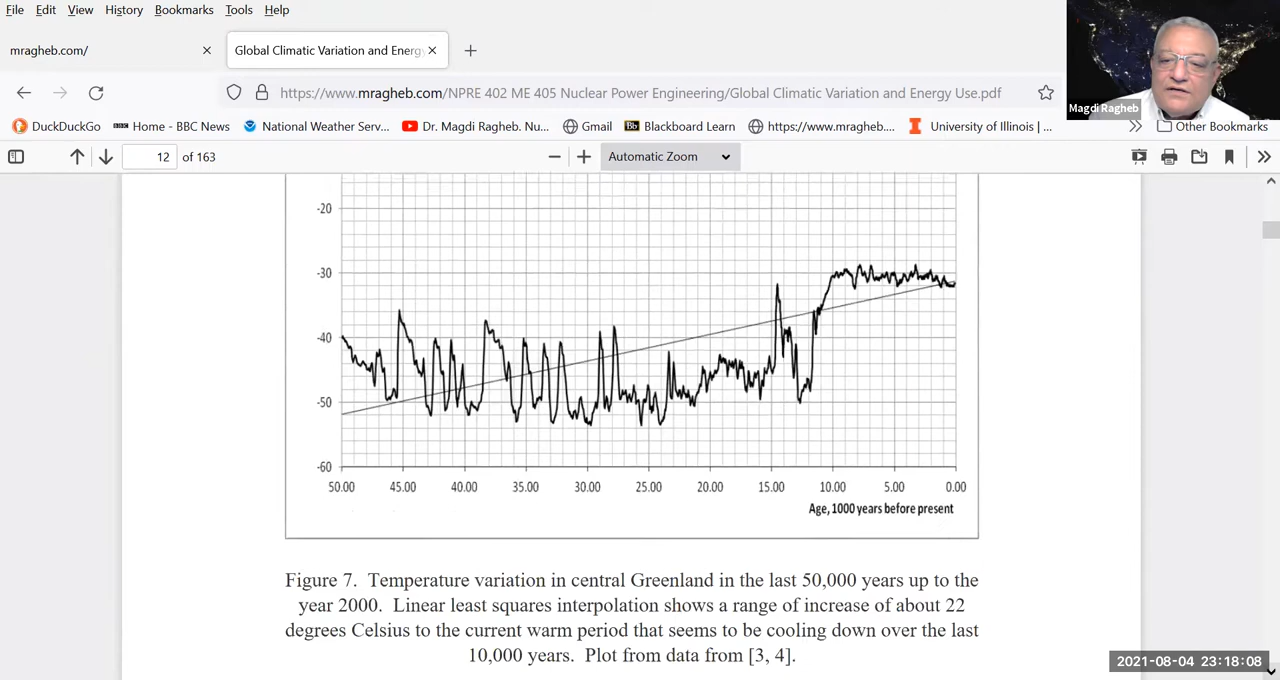 File Edit View History Bookmarks Tools Help
mragheb.com/ × Global Climatic Variation and Energy × +
https://www.mragheb.com/NPRE 402 ME 405 Nuclear Power Engineering/Global Climatic Variation and Energy Use.pdf
Magdi Ragheb
DuckDuckGo BBC Home - BBC News National Weather Serv... Dr. Magdi Ragheb. Nu... Gmail Bb Blackboard Learn https://www.mragheb.... I University of Illinois |... Other Bookmarks
12 of 163 Automatic Zoom
-20
-30
-40
-50
-60
50.00 45.00 40.00 35.00 30.00 25.00 20.00 15.00 10.00 5.00 0.00
Age, 1000 years before present
Figure 7. Temperature variation in central Greenland in the last 50,000 years up to the
year 2000. Linear least squares interpolation shows a range of increase of about 22
degrees Celsius to the current warm period that seems to be cooling down over the last
10,000 years. Plot from data from [3, 4].
2021-08-04 23:18:08